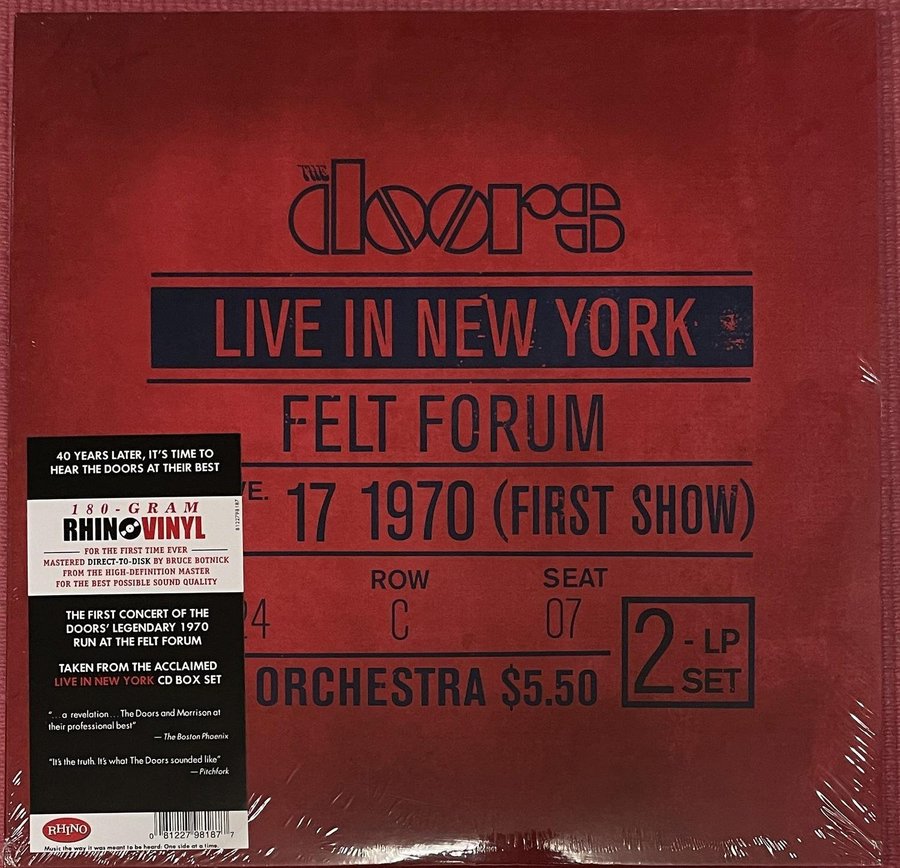 THE
doors
LIVE IN NEW YORK
FELT FORUM
VE. 17 1970 (FIRST SHOW)
ROW SEAT
24 C 07
ORCHESTRA $5.50
2 - LP
SET
40 YEARS LATER, IT'S TIME TO
HEAR THE DOORS AT THEIR BEST
180-GRAM
RHINO VINYL
8122798187
FOR THE FIRST TIME EVER
MASTERED DIRECT-TO-DISK BY BRUCE BOTNICK
FROM THE HIGH-DEFINITION MASTER
FOR THE BEST POSSIBLE SOUND QUALITY
THE FIRST CONCERT OF THE
DOORS' LEGENDARY 1970
RUN AT THE FELT FORUM
TAKEN FROM THE ACCLAIMED
LIVE IN NEW YORK CD BOX SET
"...a revelation...The Doors and Morrison at
their professional best"
— The Boston Phoenix
"It's the truth. It's what The Doors sounded like"
— Pitchfork
RHINO
0 81227 98187 7
Music the way it was meant to be heard: One side at a time.